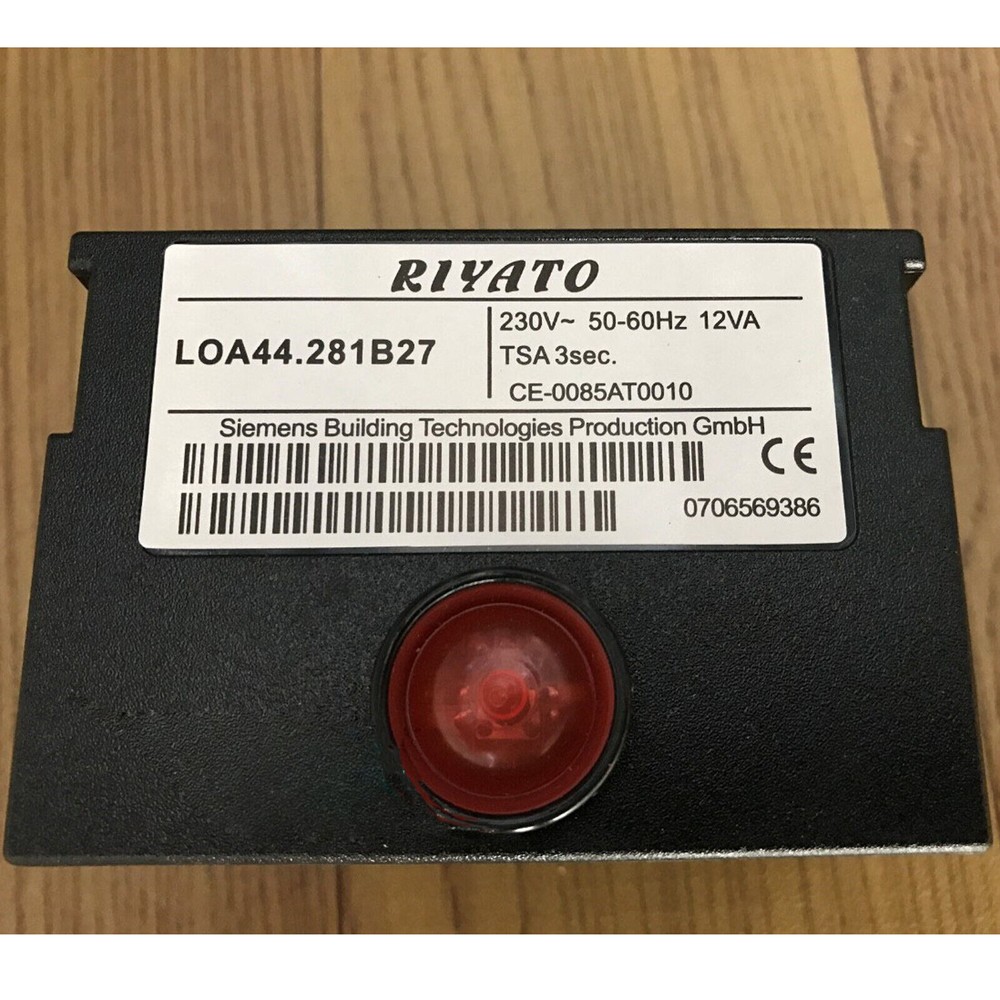 RIYATO
LOA44.281B27
230V~ 50-60Hz 12VA
TSA 3sec.
CE-0085AT0010
Siemens Building Technologies Production GmbH
CE
0706569386